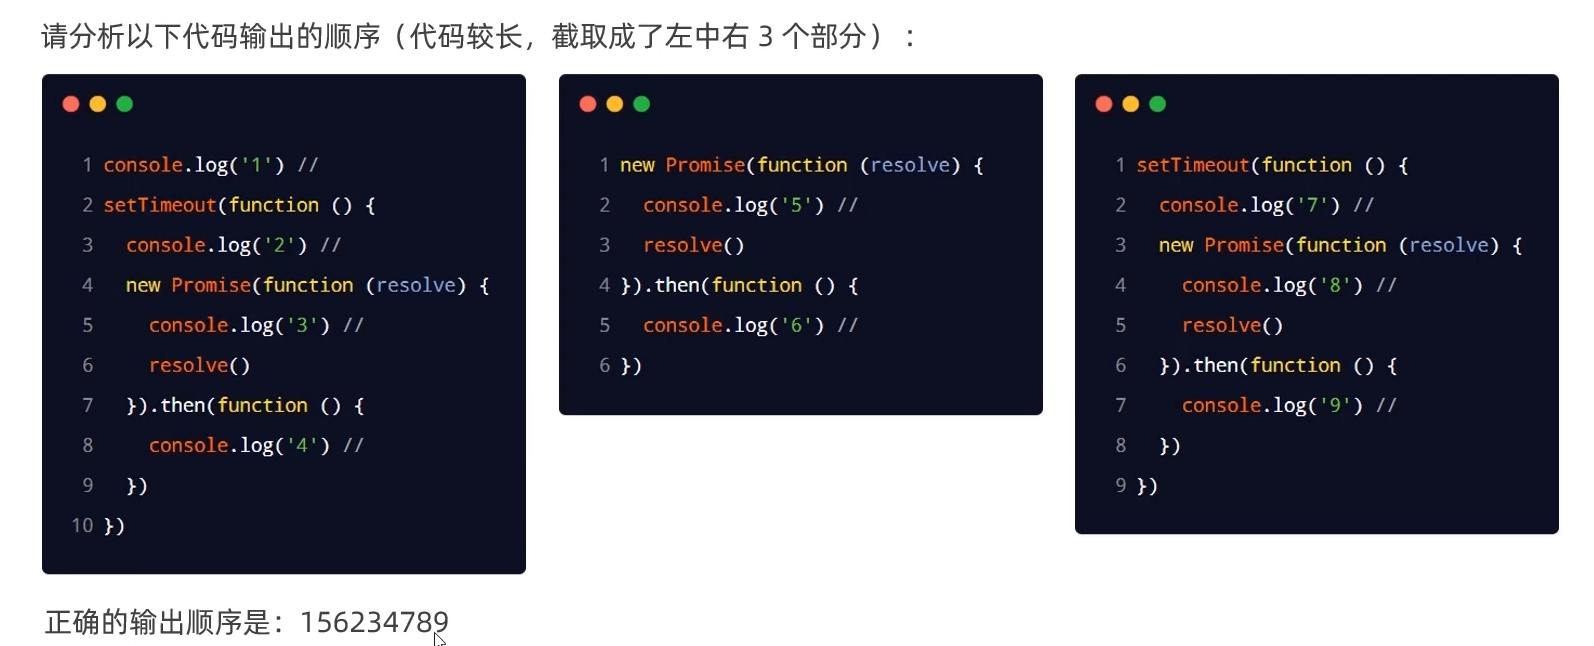 请分析以下代码输出的顺序（代码较长，截取成了左中右 3 个部分）：
1 console.log('1') //
2 setTimeout(function () {
3   console.log('2') //
4   new Promise(function (resolve) {
5     console.log('3') //
6     resolve()
7   }).then(function () {
8     console.log('4') //
9   })
10 })
1 new Promise(function (resolve) {
2   console.log('5') //
3   resolve()
4 }).then(function () {
5   console.log('6') //
6 })
1 setTimeout(function () {
2   console.log('7') //
3   new Promise(function (resolve) {
4     console.log('8') //
5     resolve()
6   }).then(function () {
7     console.log('9') //
8   })
9 })
正确的输出顺序是：156234789